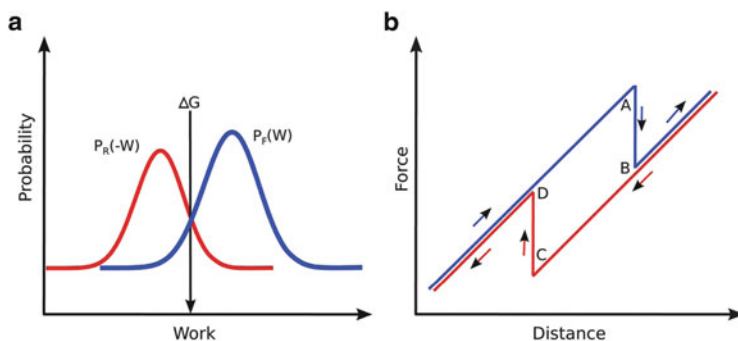 a
ΔG
P_R(-W)
P_F(W)
Probability
Work
b
A
B
D
C
Force
Distance